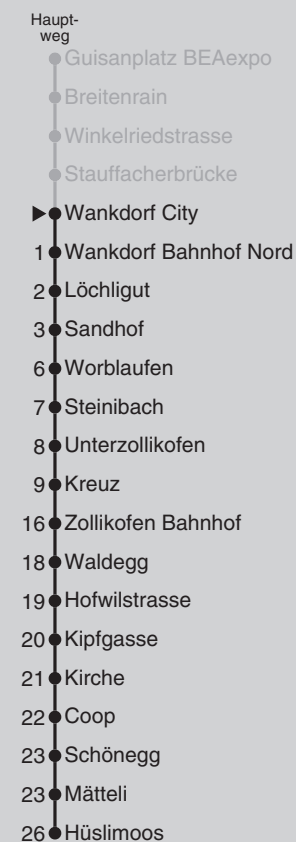 Haupt-
weg
Guisanplatz BEAexpo
Breitenrain
Winkelriedstrasse
Stauffacherbrücke
Wankdorf City
1 Wankdorf Bahnhof Nord
2 Löchligut
3 Sandhof
6 Worblaufen
7 Steinibach
8 Unterzollikofen
9 Kreuz
16 Zollikofen Bahnhof
18 Waldegg
19 Hofwilstrasse
20 Kipfgasse
21 Kirche
22 Coop
23 Schönegg
23 Mätteli
26 Hüslimoos